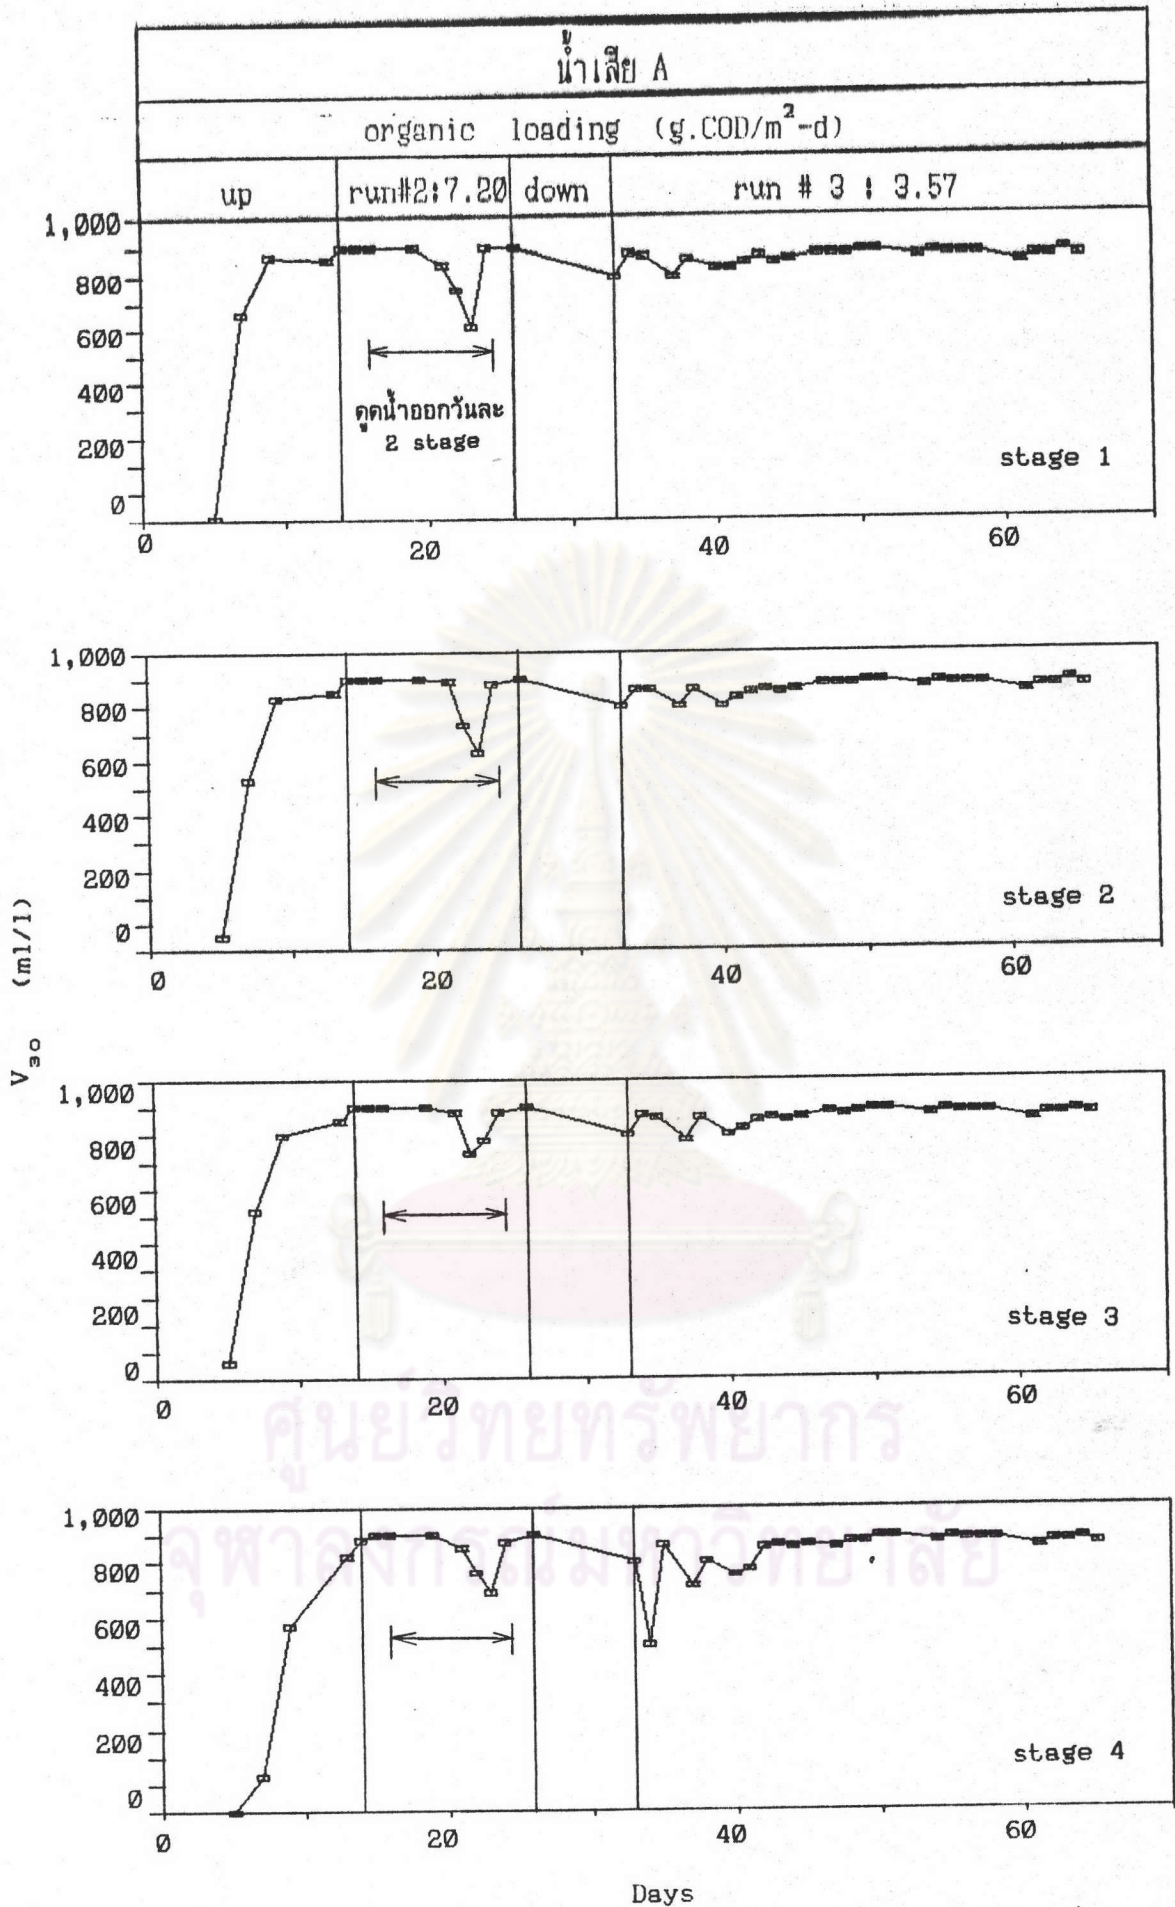 น้ำเสีย A
organic loading (g.COD/m²-d)
up run#2:7.20 down run # 3 : 3.57
1,000
800
600
400
200
0
ดูดน้ำออกวันละ
2 stage
stage 1
0 20 40 60
1,000
800
600
400
200
0
stage 2
0 20 40 60
V₃₀ (ml/l)
1,000
800
600
400
200
0
stage 3
0 20 40 60
ศูนย์วิทยทรัพยากร
จุฬาลงกรณ์มหาวิทยาลัย
1,000
800
600
400
200
0
stage 4
0 20 40 60
Days